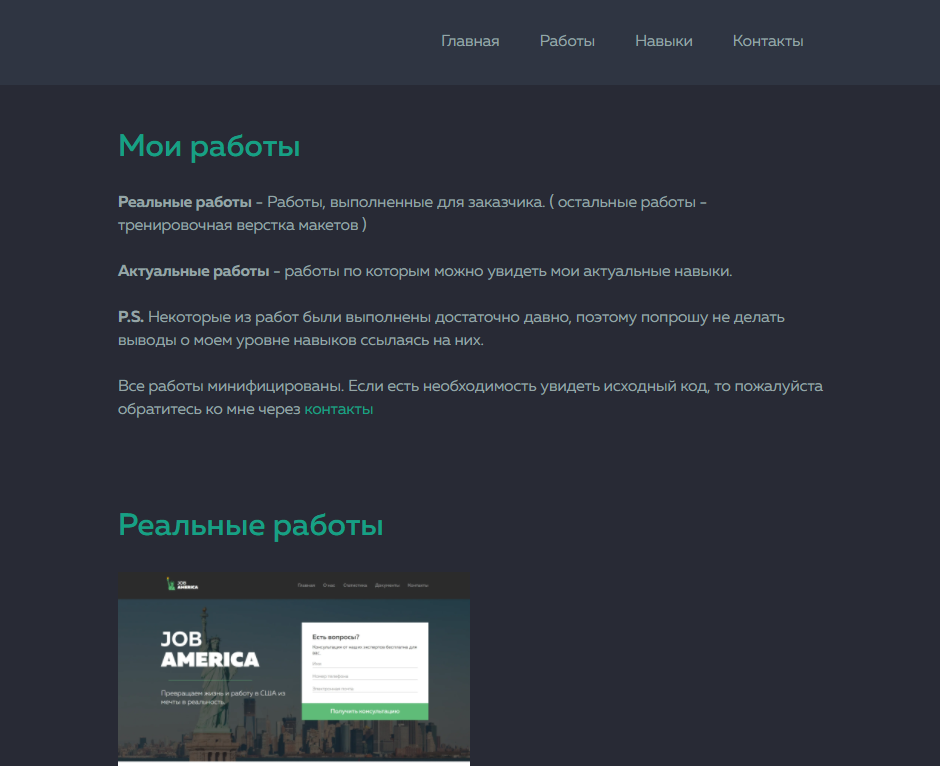 Главная Работы Навыки Контакты
Мои работы
Реальные работы - Работы, выполненные для заказчика. ( остальные работы -
тренировочная верстка макетов )
Актуальные работы - работы по которым можно увидеть мои актуальные навыки.
P.S. Некоторые из работ были выполнены достаточно давно, поэтому попрошу не делать
выводы о моем уровне навыков ссылаясь на них.
Все работы минифицированы. Если есть необходимость увидеть исходный код, то пожалуйста
обратитесь ко мне через контакты
Реальные работы
JOB
AMERICA
Главная О нас Статистика Документы Контакты
JOB
AMERICA
Превращаем жизнь и работу в США из
мечты в реальность.
Есть вопросы?
Консультация от наших экспертов бесплатна для
вас.
Имя
Номер телефона
Электронная почта
Получить консультацию